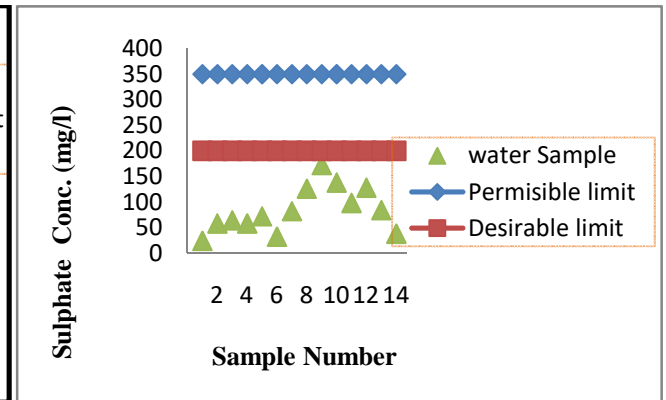 400
350
300
250
200
150
100
50
0
2 4 6 8 10 12 14
Sulphate Conc. (mg/l)
Sample Number
water Sample
Permisible limit
Desirable limit